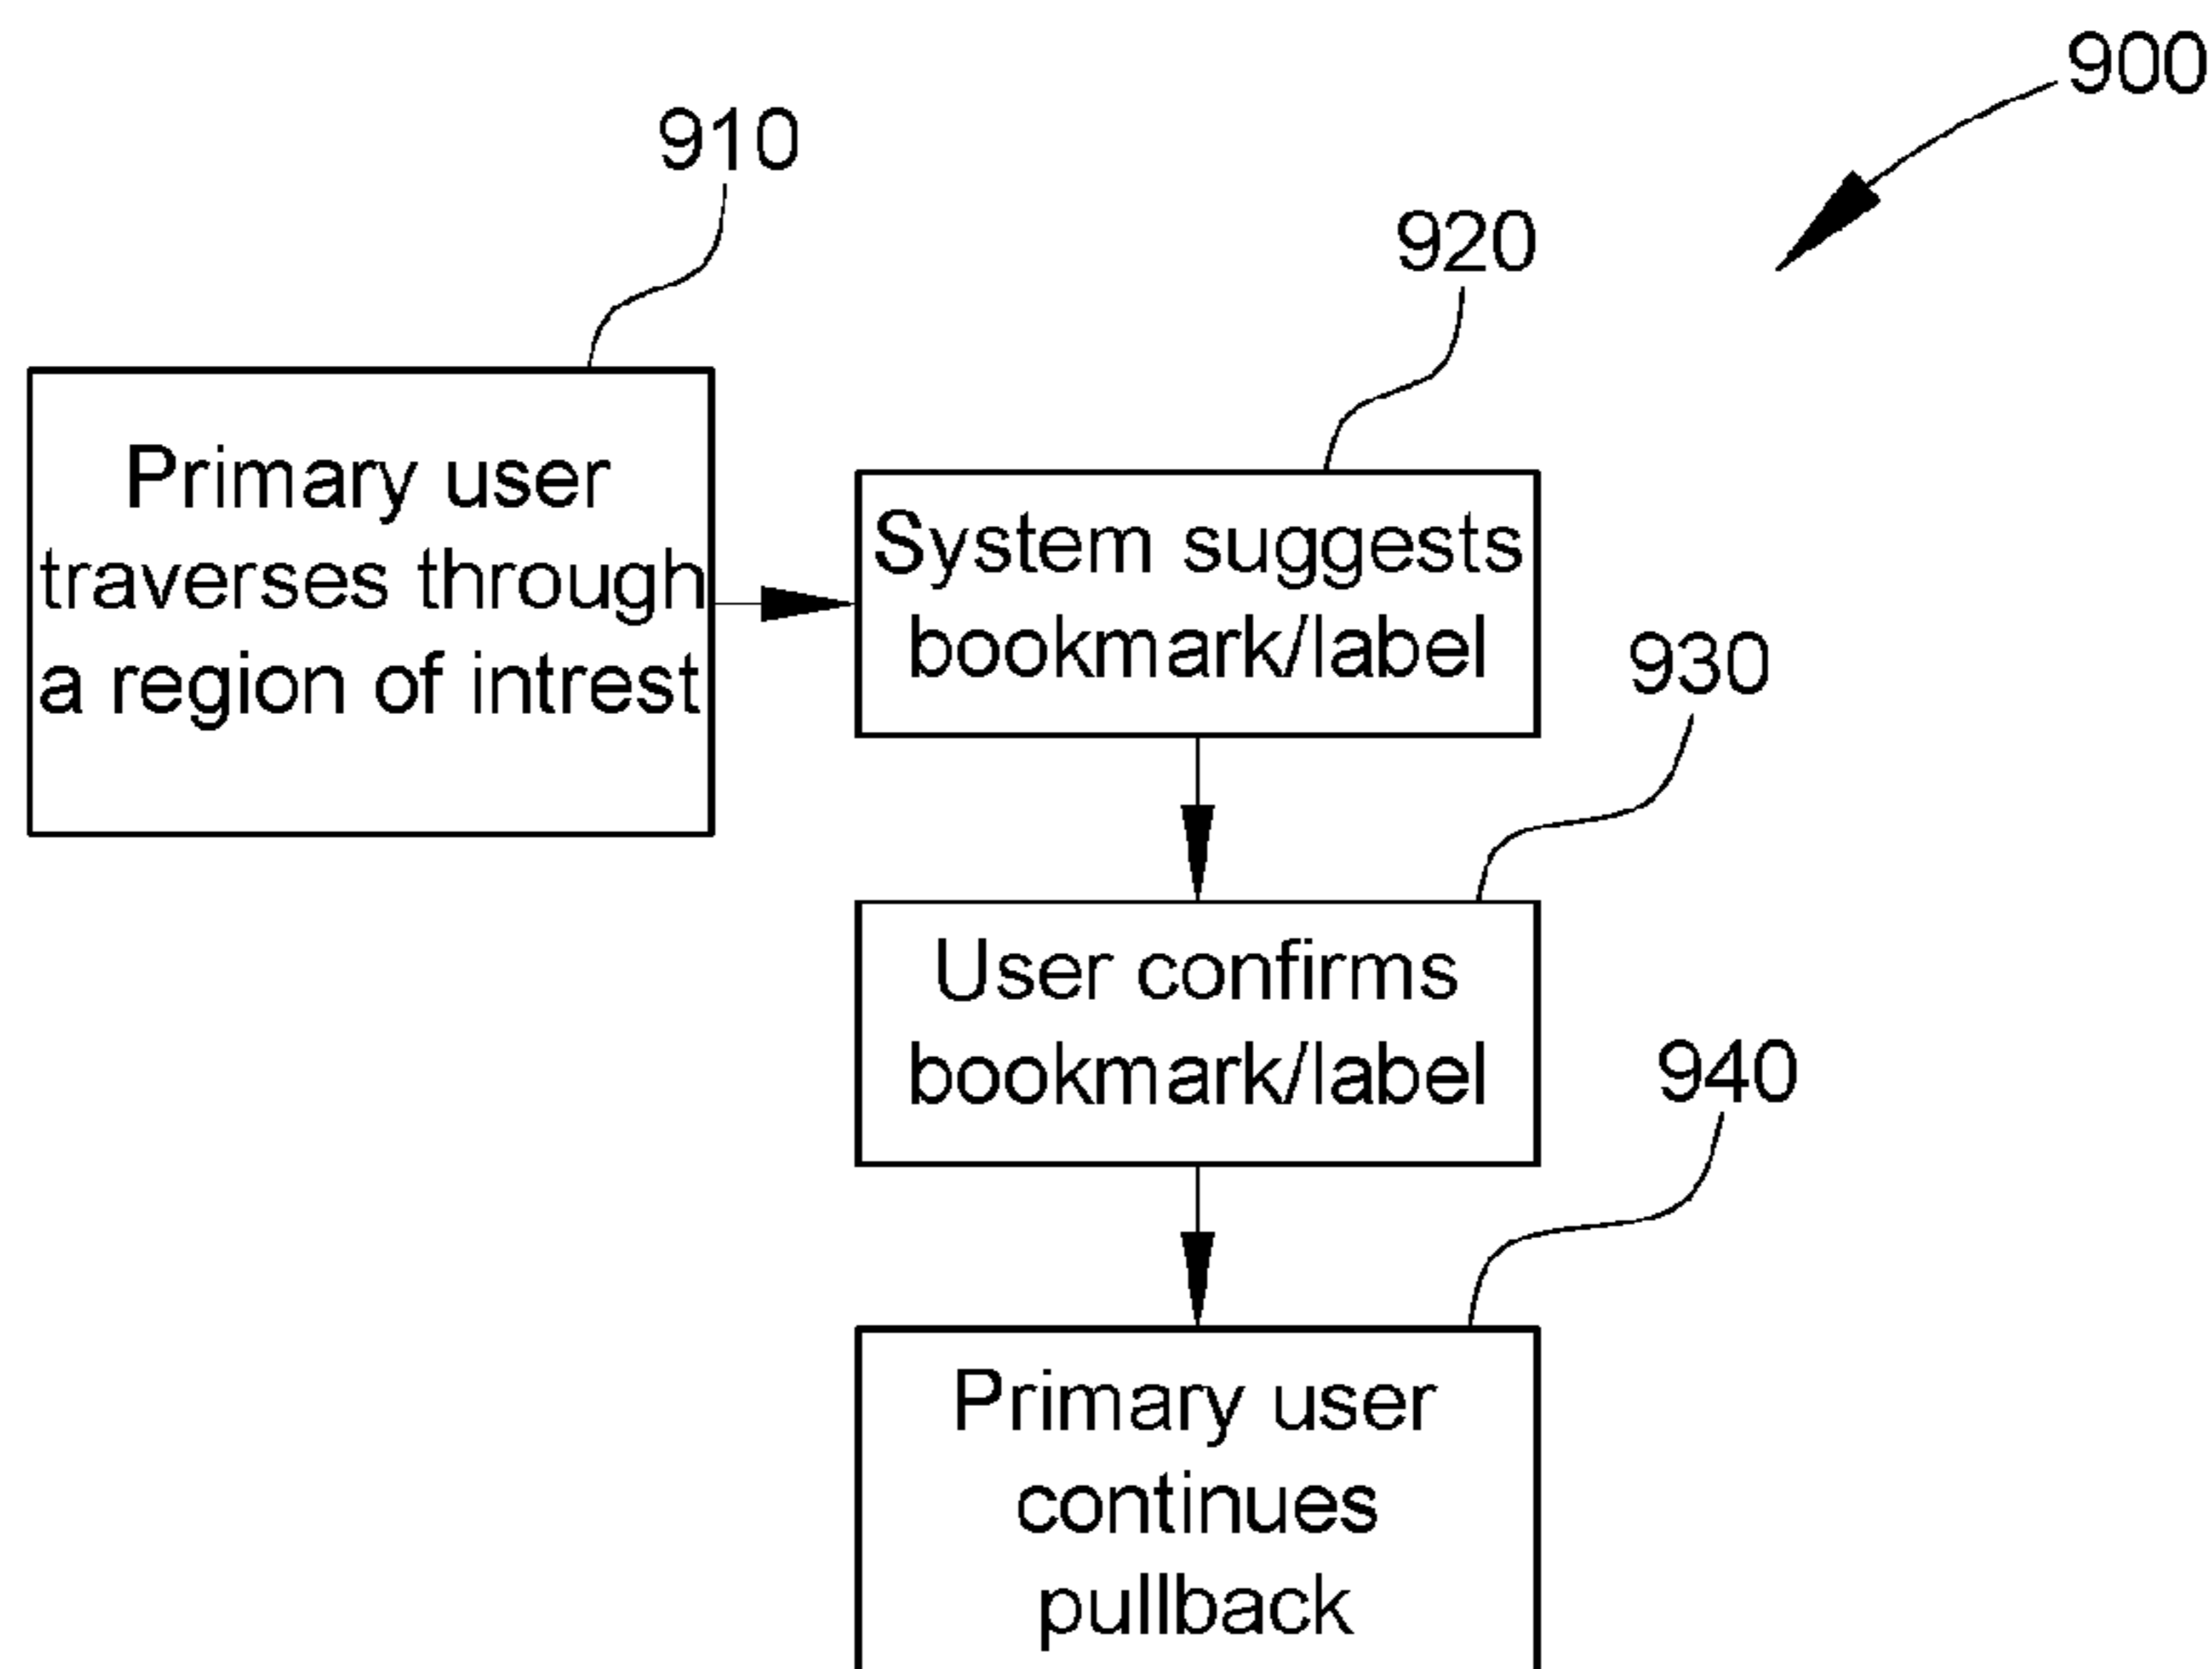 900
910
920
Primary user
traverses through
a region of intrest
System suggests
bookmark/label
930
User confirms
bookmark/label
940
Primary user
continues
pullback